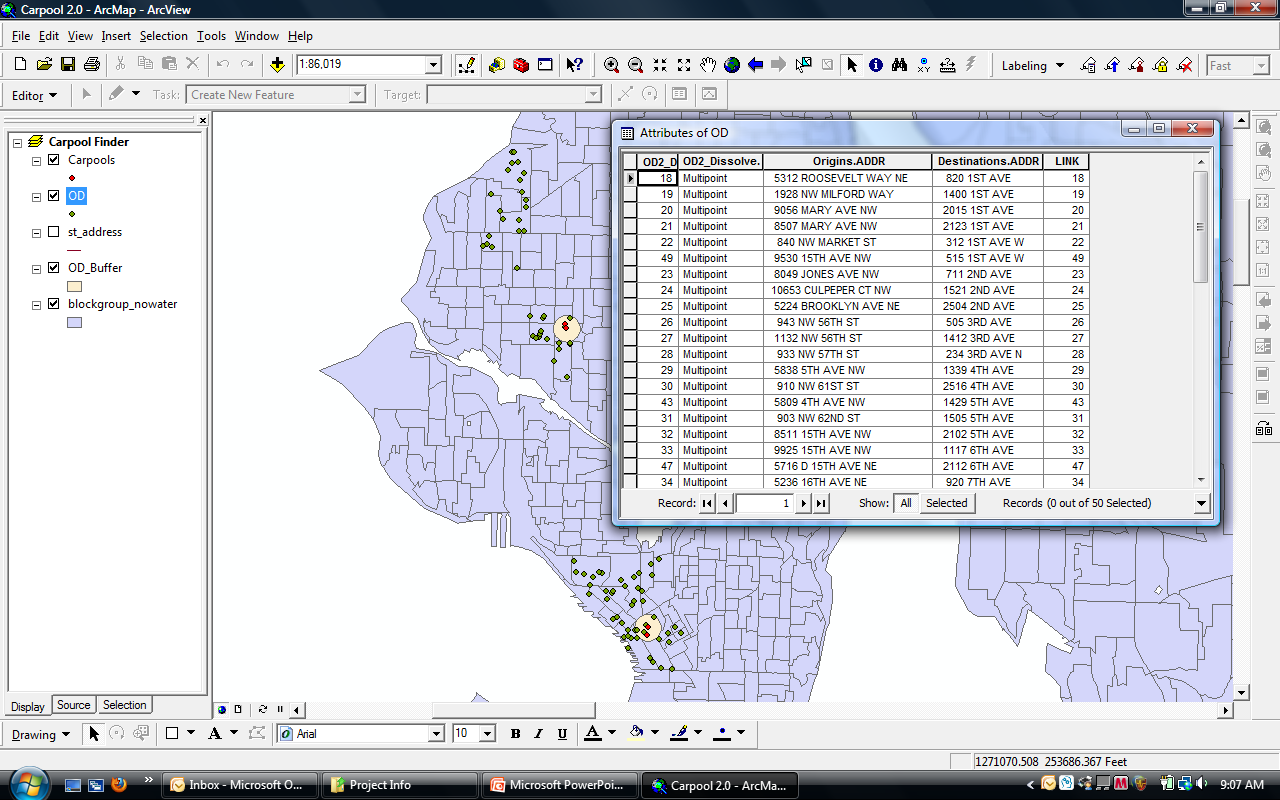 Carpool 2.0 - ArcMap - ArcView
File Edit View Insert Selection Tools Window Help
1:86,019 Labeling Fast
Editor Task: Create New Feature Target:
Carpool Finder
Carpools
OD
st_address
OD_Buffer
blockgroup_nowater
Display Source Selection
Attributes of OD
OD2_D OD2_Dissolve. Origins.ADDR Destinations.ADDR LINK
18 Multipoint 5312 ROOSEVELT WAY NE 820 1ST AVE 18
19 Multipoint 1928 NW MILFORD WAY 1400 1ST AVE 19
20 Multipoint 9056 MARY AVE NW 2015 1ST AVE 20
21 Multipoint 8507 MARY AVE NW 2123 1ST AVE 21
22 Multipoint 840 NW MARKET ST 312 1ST AVE W 22
49 Multipoint 9530 15TH AVE NW 515 1ST AVE W 49
23 Multipoint 8049 JONES AVE NW 711 2ND AVE 23
24 Multipoint 10653 CULPEPER CT NW 1521 2ND AVE 24
25 Multipoint 5224 BROOKLYN AVE NE 2504 2ND AVE 25
26 Multipoint 943 NW 56TH ST 505 3RD AVE 26
27 Multipoint 1132 NW 56TH ST 1412 3RD AVE 27
28 Multipoint 933 NW 57TH ST 234 3RD AVE N 28
29 Multipoint 5838 5TH AVE NW 1339 4TH AVE 29
30 Multipoint 910 NW 61ST ST 2516 4TH AVE 30
43 Multipoint 5809 4TH AVE NW 1429 5TH AVE 43
31 Multipoint 903 NW 62ND ST 1505 5TH AVE 31
32 Multipoint 8511 15TH AVE NW 2102 5TH AVE 32
33 Multipoint 9925 15TH AVE NW 1117 6TH AVE 33
47 Multipoint 5716 D 15TH AVE NE 2112 6TH AVE 47
34 Multipoint 5236 16TH AVE NE 920 7TH AVE 34
Record: 1 Show: All Selected Records (0 out of 50 Selected)
Drawing A Arial 10 B I U A
1271070.508 253686.367 Feet
Inbox - Microsoft O... Project Info Microsoft PowerPoi... Carpool 2.0 - ArcMa... 9:07 AM